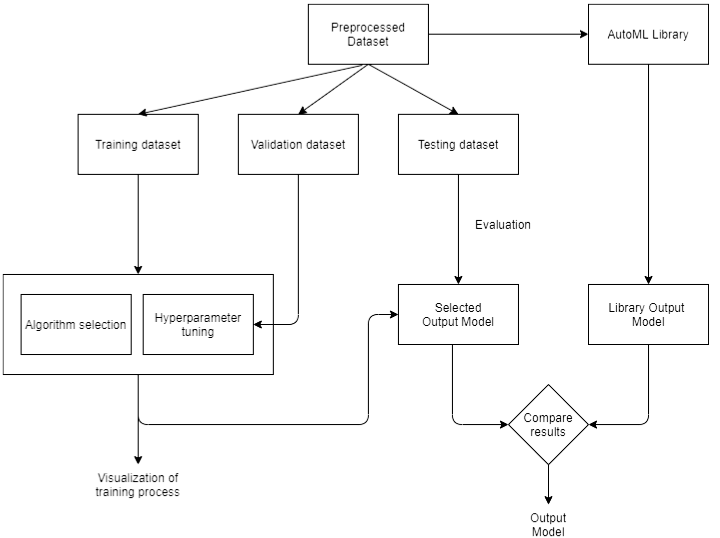 Preprocessed
Dataset
AutoML Library
Training dataset
Validation dataset
Testing dataset
Evaluation
Algorithm selection
Hyperparameter
tuning
Selected
Output Model
Library Output
Model
Compare
results
Visualization of
training process
Output
Model